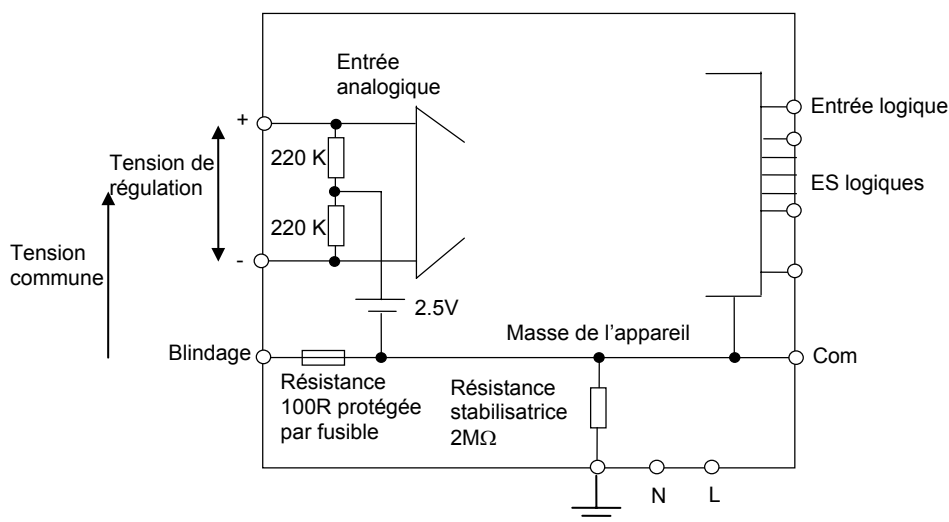 Entrée
analogique
+
Tension de
régulation
220 K
220 K
-
Tension
commune
2.5V
Entrée logique
ES logiques
Masse de l'appareil
Blindage
Com
Résistance
100R protégée
par fusible
Résistance
stabilisatrice
2MΩ
N
L